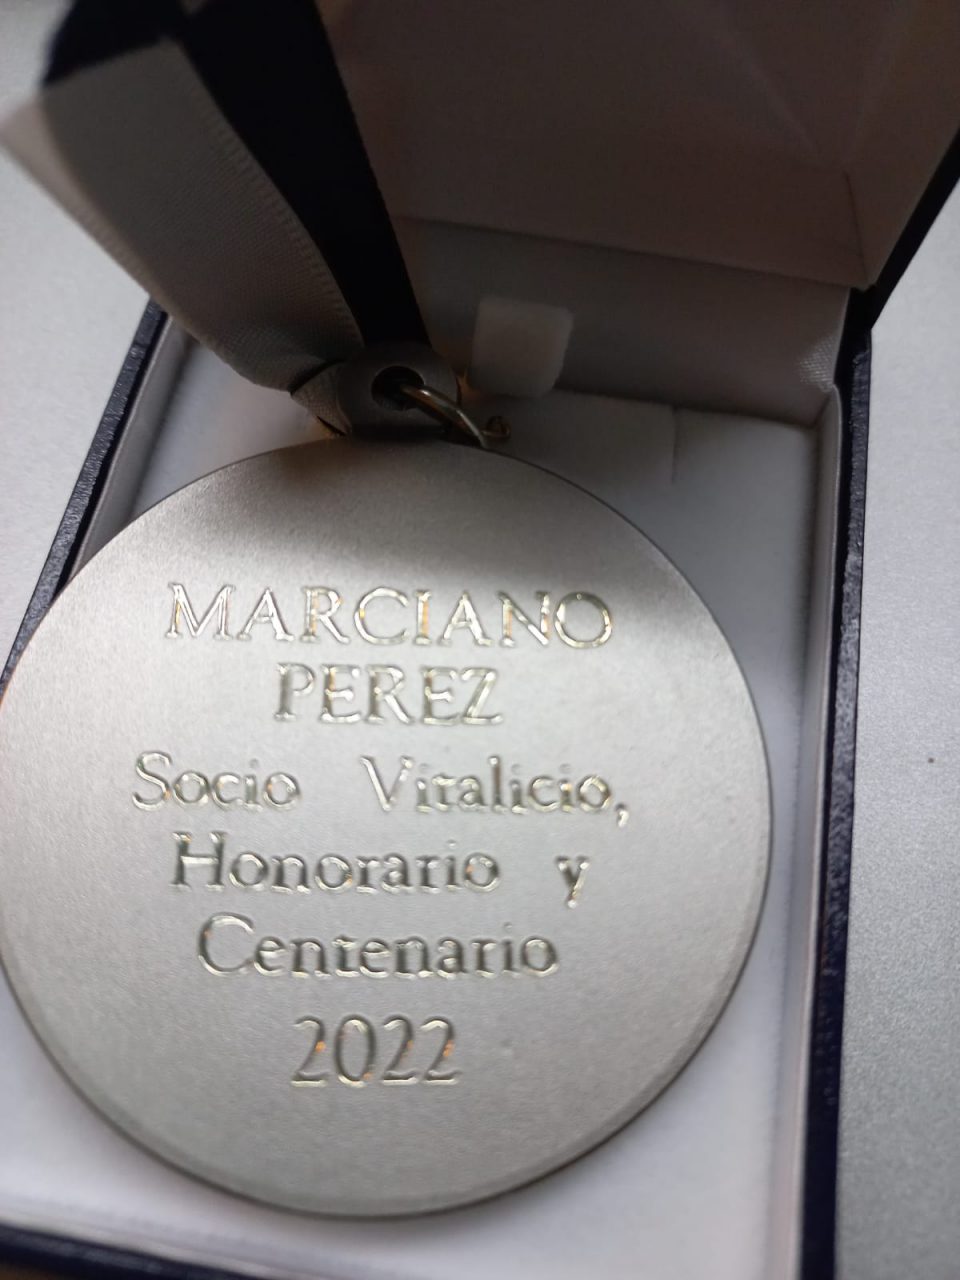 MARCIANO
PEREZ
Socio Vitalicio,
Honorario y
Centenario
2022